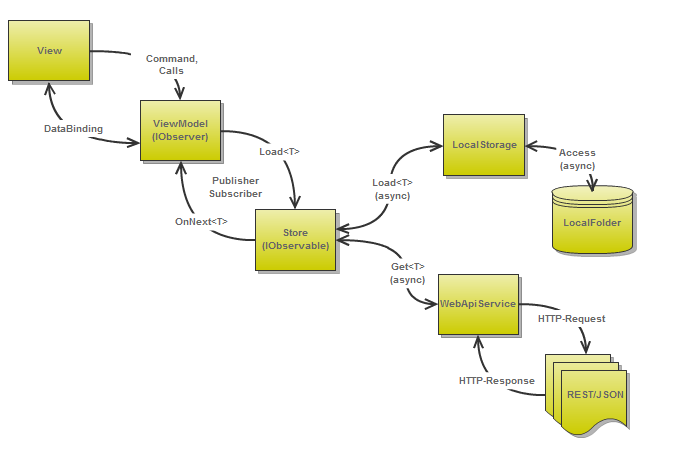 View
Command,
Calls
DataBinding
ViewModel
(IObserver)
Load<T>
Publisher
Subscriber
OnNext<T>
Store
(IObservable)
LocalStorage
Load<T>
(async)
Access
(async)
LocalFolder
Get<T>
(async)
WebApiService
HTTP-Request
HTTP-Response
REST/JSON